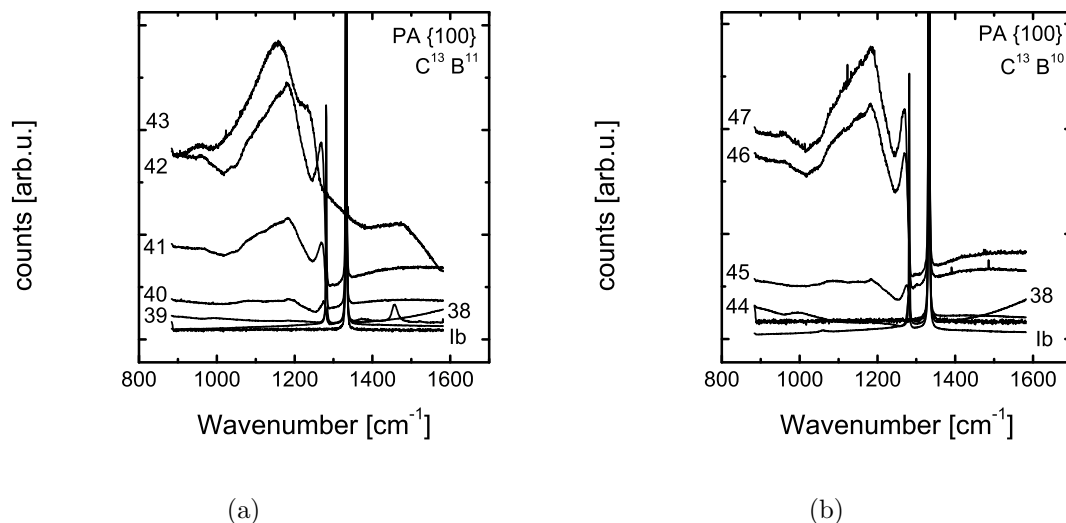 PA {100}
C¹³ B¹¹
43
42
41
40
39
38
Ib
counts [arb.u.]
800 1000 1200 1400 1600
Wavenumber [cm⁻¹]
(a)
PA {100}
C¹³ B¹⁰
47
46
45
44
38
Ib
counts [arb.u.]
800 1000 1200 1400 1600
Wavenumber [cm⁻¹]
(b)